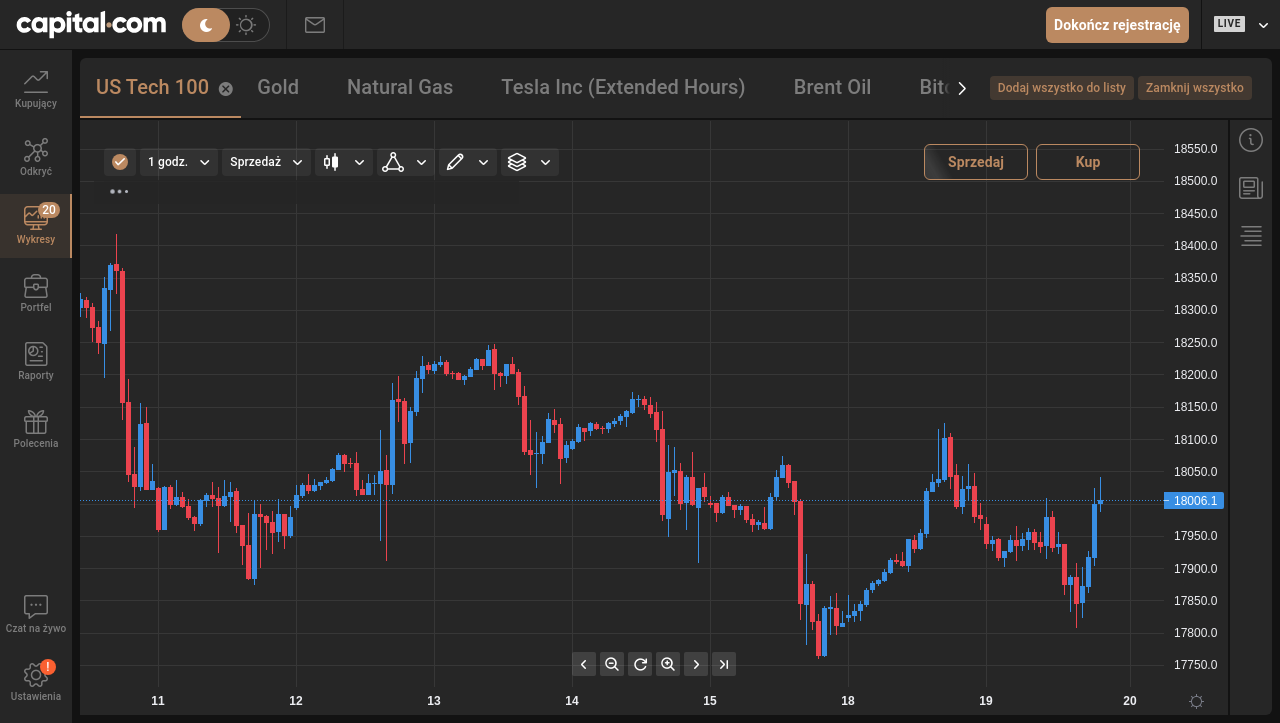 capital.com
Dokończ rejestrację
LIVE
Kupujący
Odkryć
20
Wykresy
Portfel
Raporty
Polecenia
Czat na żywo
!
Ustawienia
US Tech 100
Gold
Natural Gas
Tesla Inc (Extended Hours)
Brent Oil
Bitc
Dodaj wszystko do listy
Zamknij wszystko
1 godz.
Sprzedaż
Sprzedaj
Kup
18550.0
18500.0
18450.0
18400.0
18350.0
18300.0
18250.0
18200.0
18150.0
18100.0
18050.0
18006.1
17950.0
17900.0
17850.0
17800.0
17750.0
11 12 13 14 15 18 19 20